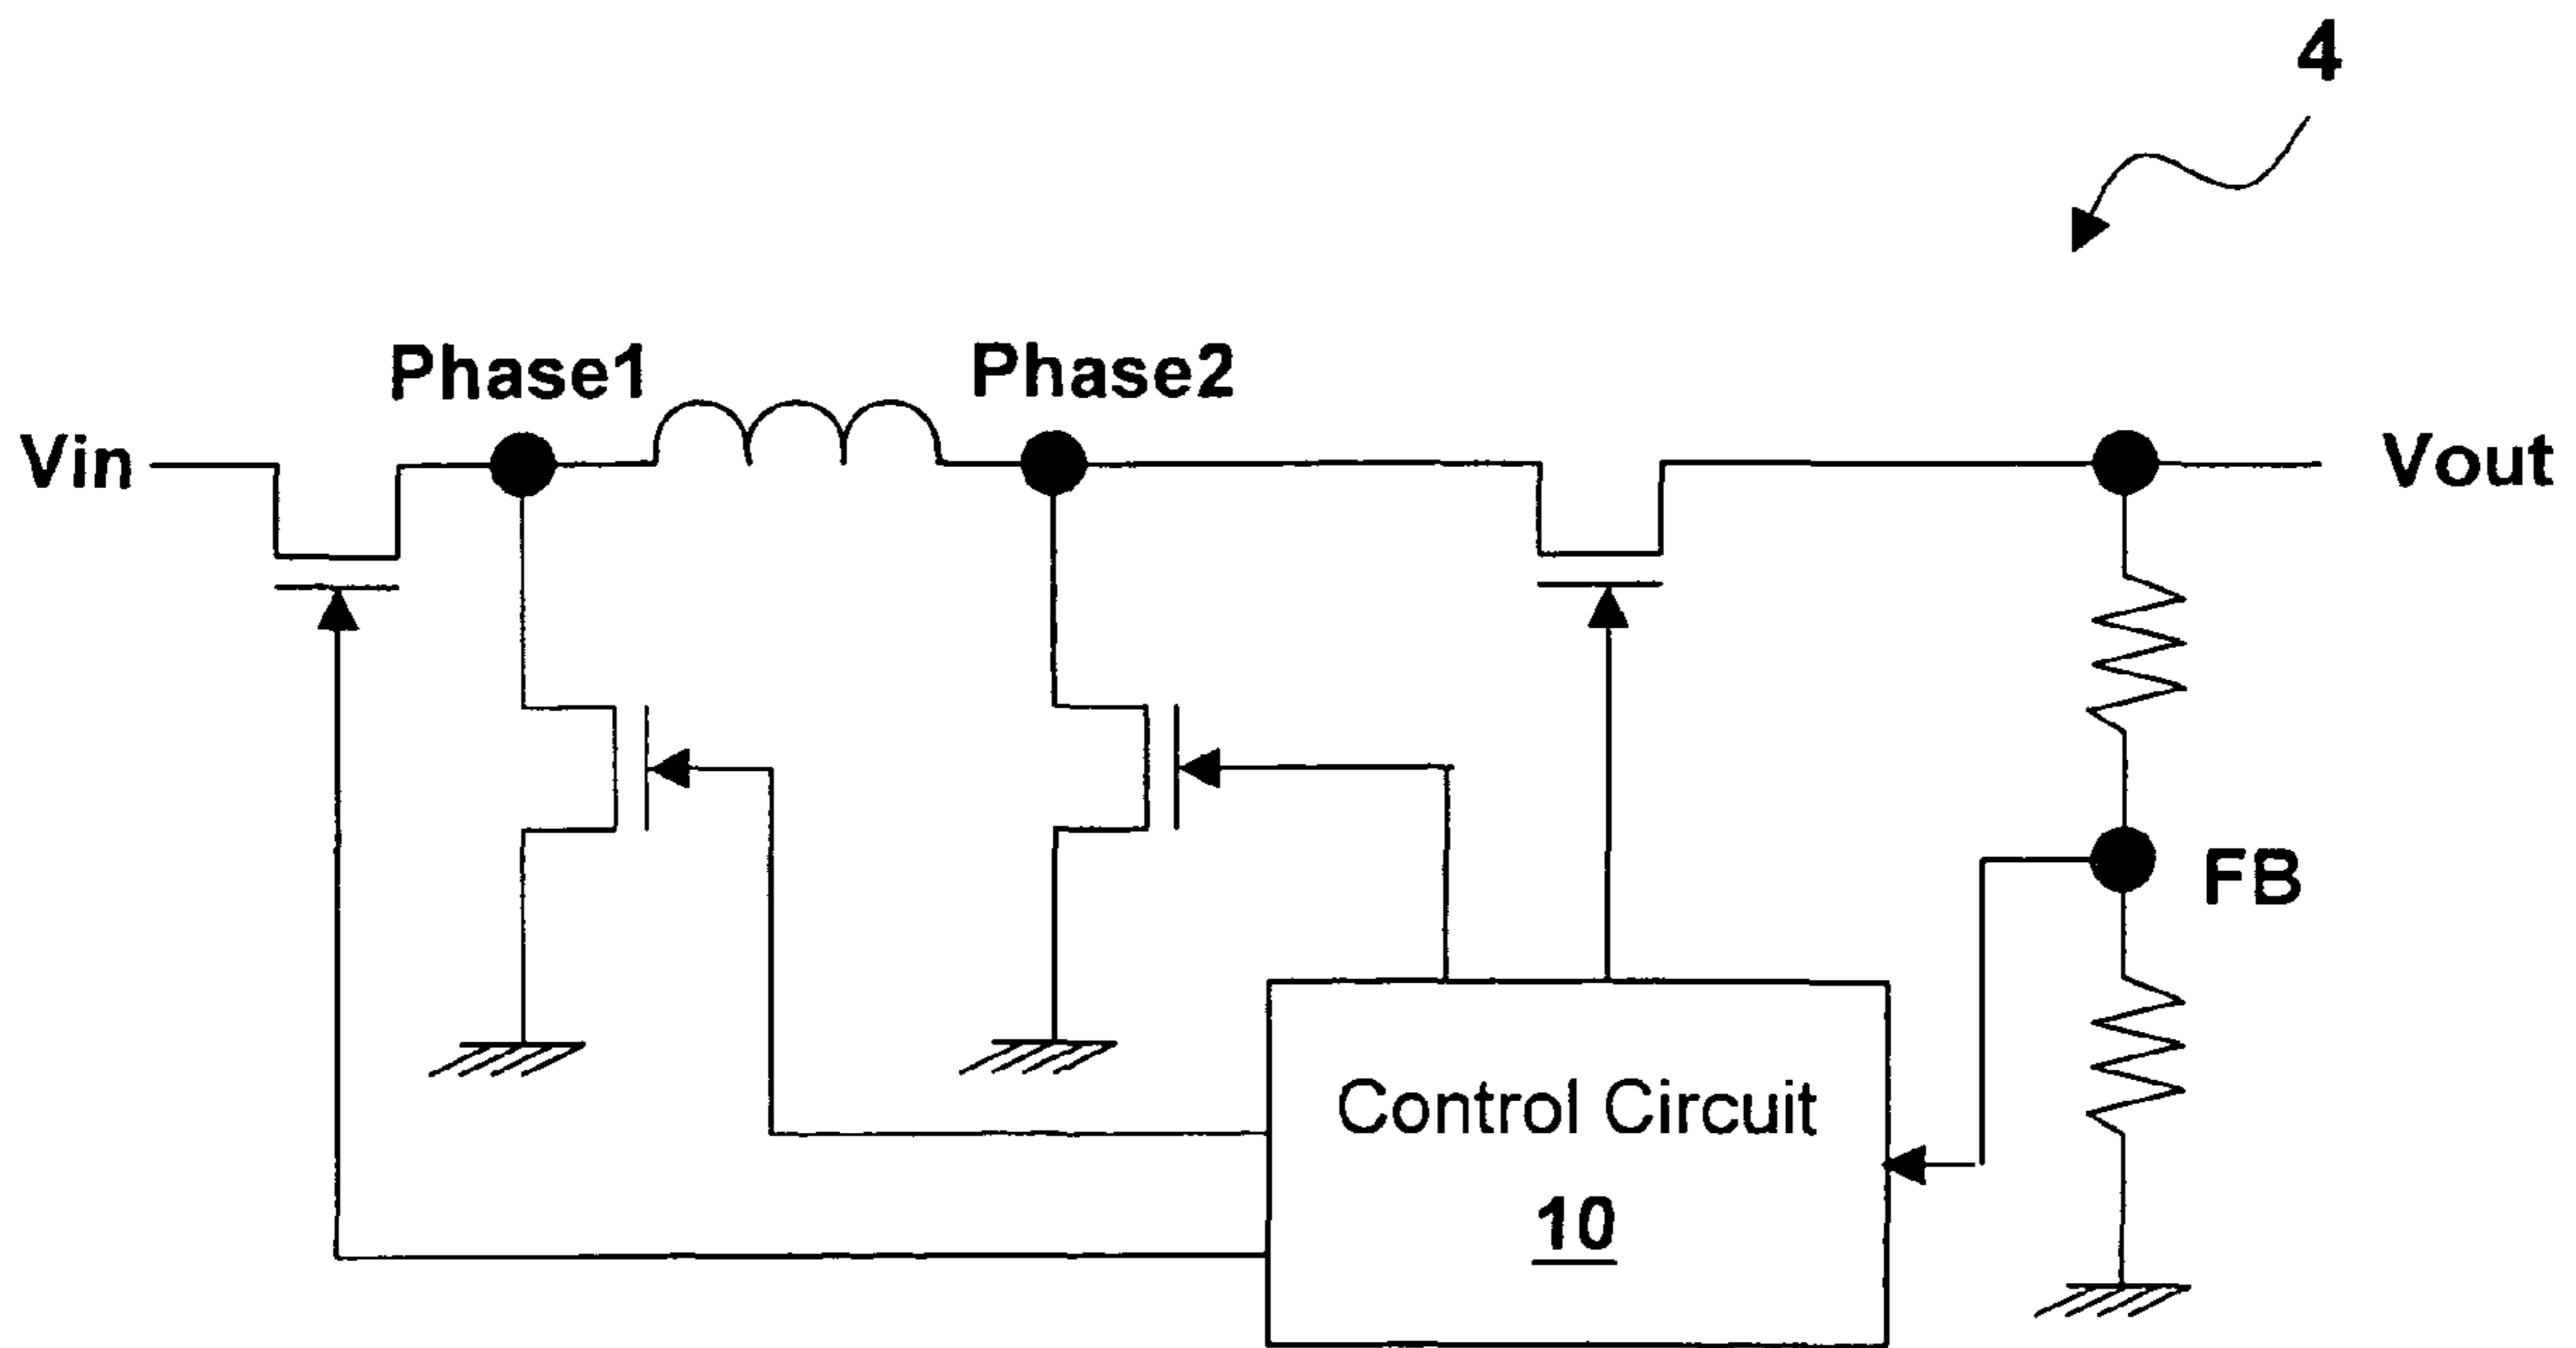 4
Phase1
Phase2
Vin
Vout
FB
Control Circuit
10